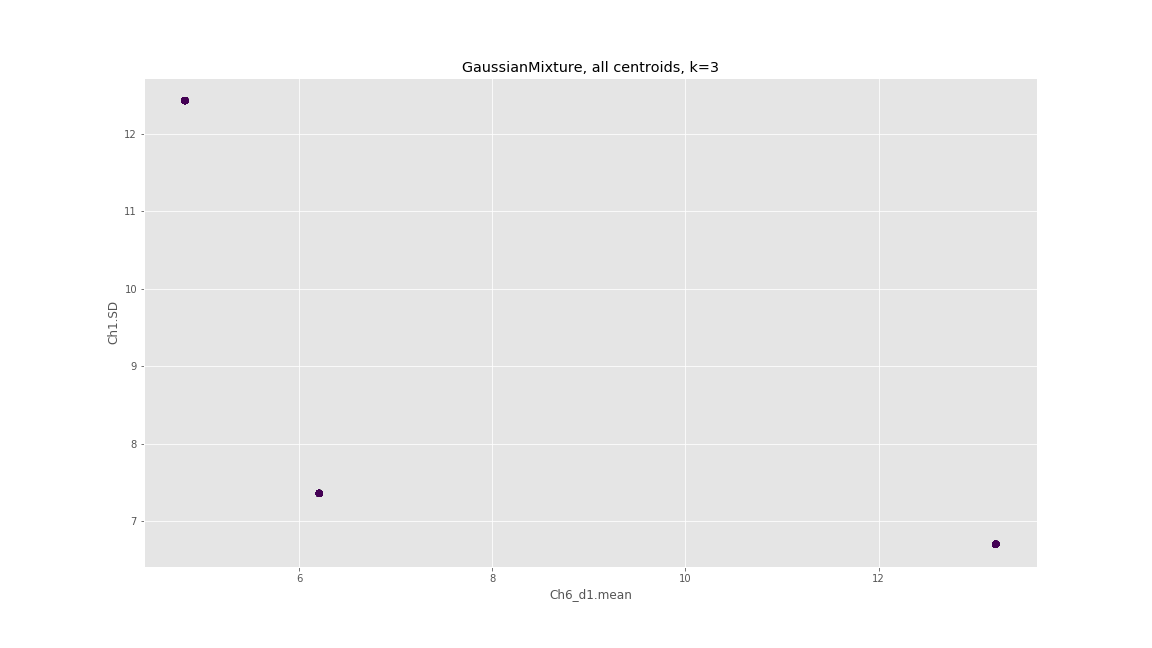 GaussianMixture, all centroids, k=3
12
11
10
9
8
7
Ch1.SD
6 8 10 12
Ch6_d1.mean